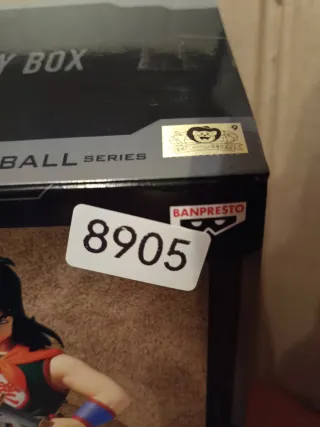 Y BOX
BALL SERIES
BANPRESTO
8905